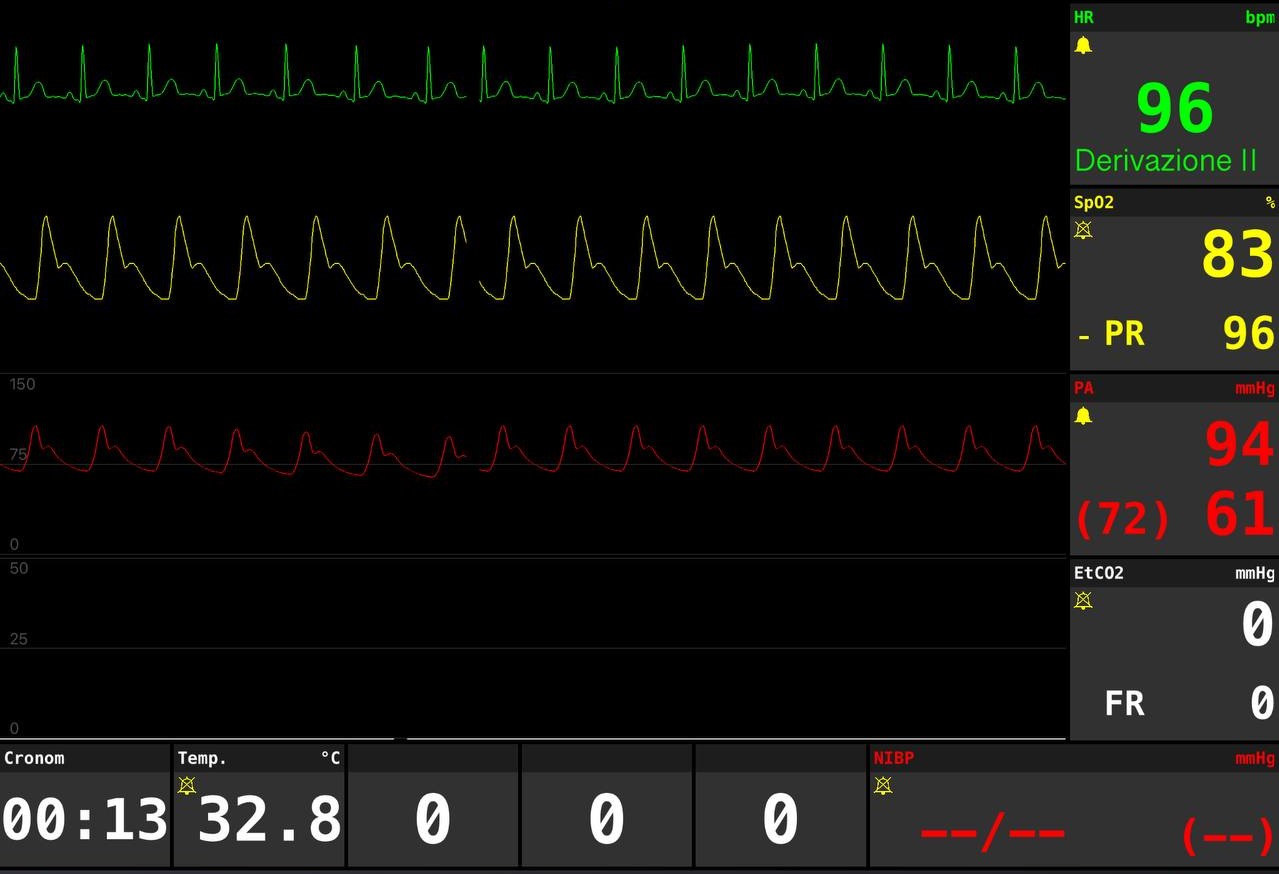 HR bpm
96
Derivazione II
SpO2 %
83
- PR 96
150
75
0
PA mmHg
94
(72) 61
50
25
0
EtCO2 mmHg
0
FR 0
Cronom
00:13
Temp. °C
32.8
0
0
0
NIBP mmHg
--/-- (--)